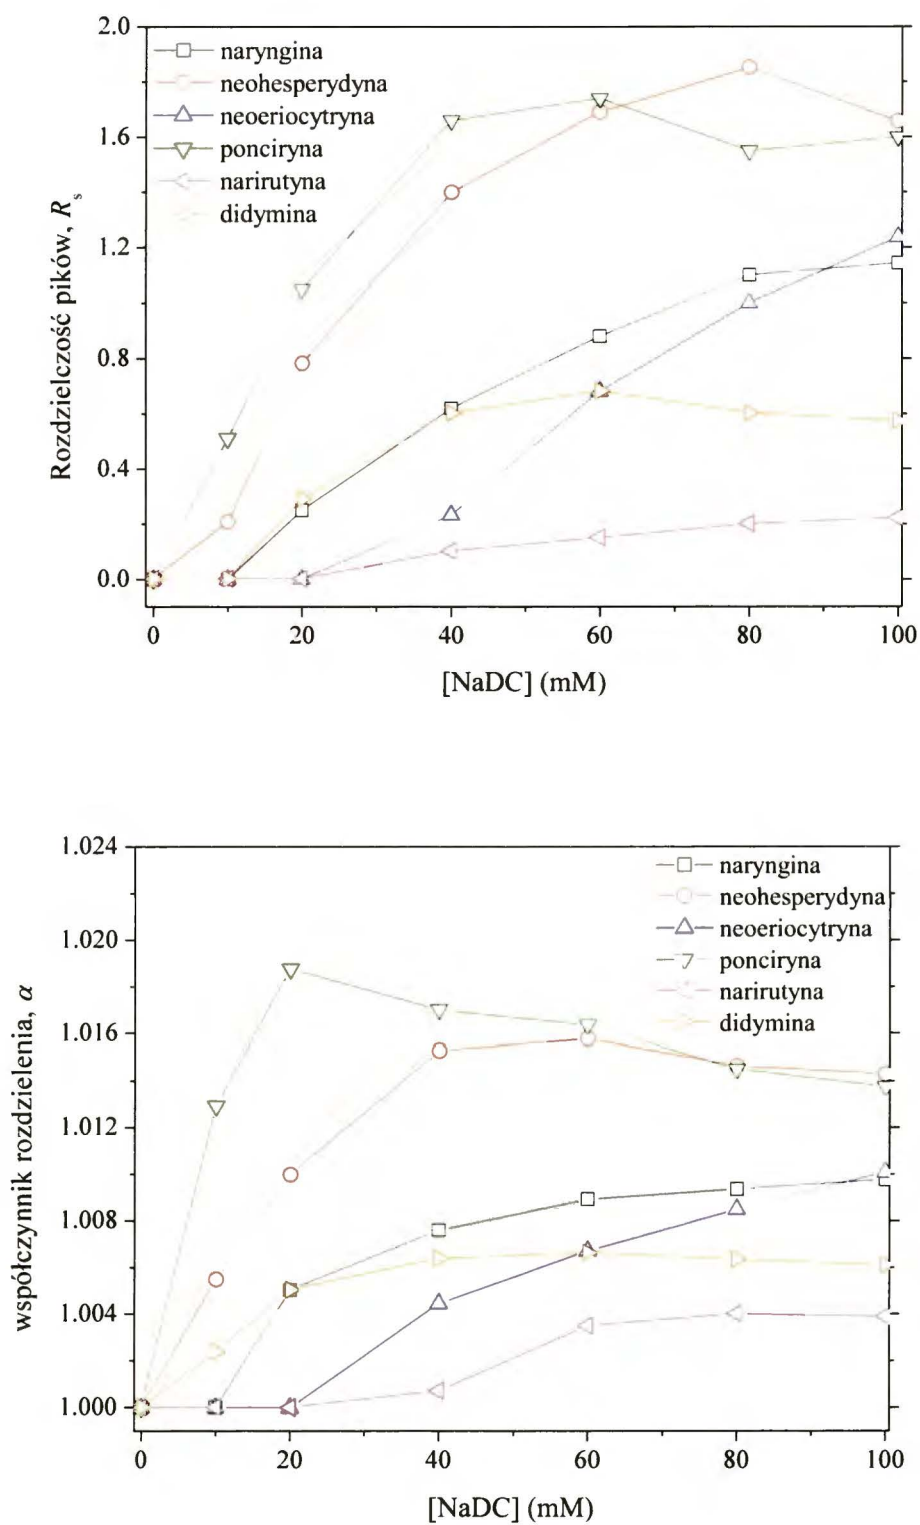 2.0
naryngina
neohesperydyna
neoeriocytryna
ponciryna
narirutyna
didymina
1.6
1.2
0.8
0.4
0.0
Rozdzielczość pików, Rs
0 20 40 60 80 100
[NaDC] (mM)
1.024
naryngina
neohesperydyna
neoeriocytryna
ponciryna
narirutyna
didymina
1.020
1.016
1.012
1.008
1.004
1.000
współczynnik rozdzielenia, α
0 20 40 60 80 100
[NaDC] (mM)